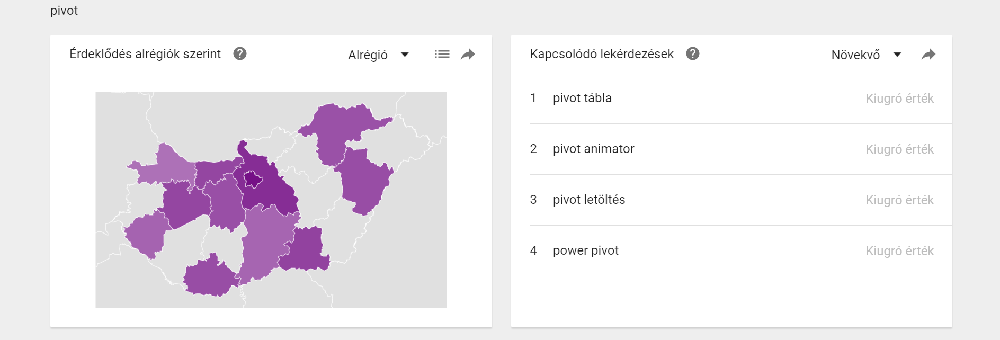 pivot
Érdeklődés alrégiók szerint
Alrégió
Kapcsolódó lekérdezések
Növekvő
1 pivot tábla Kiugró érték
2 pivot animator Kiugró érték
3 pivot letöltés Kiugró érték
4 power pivot Kiugró érték